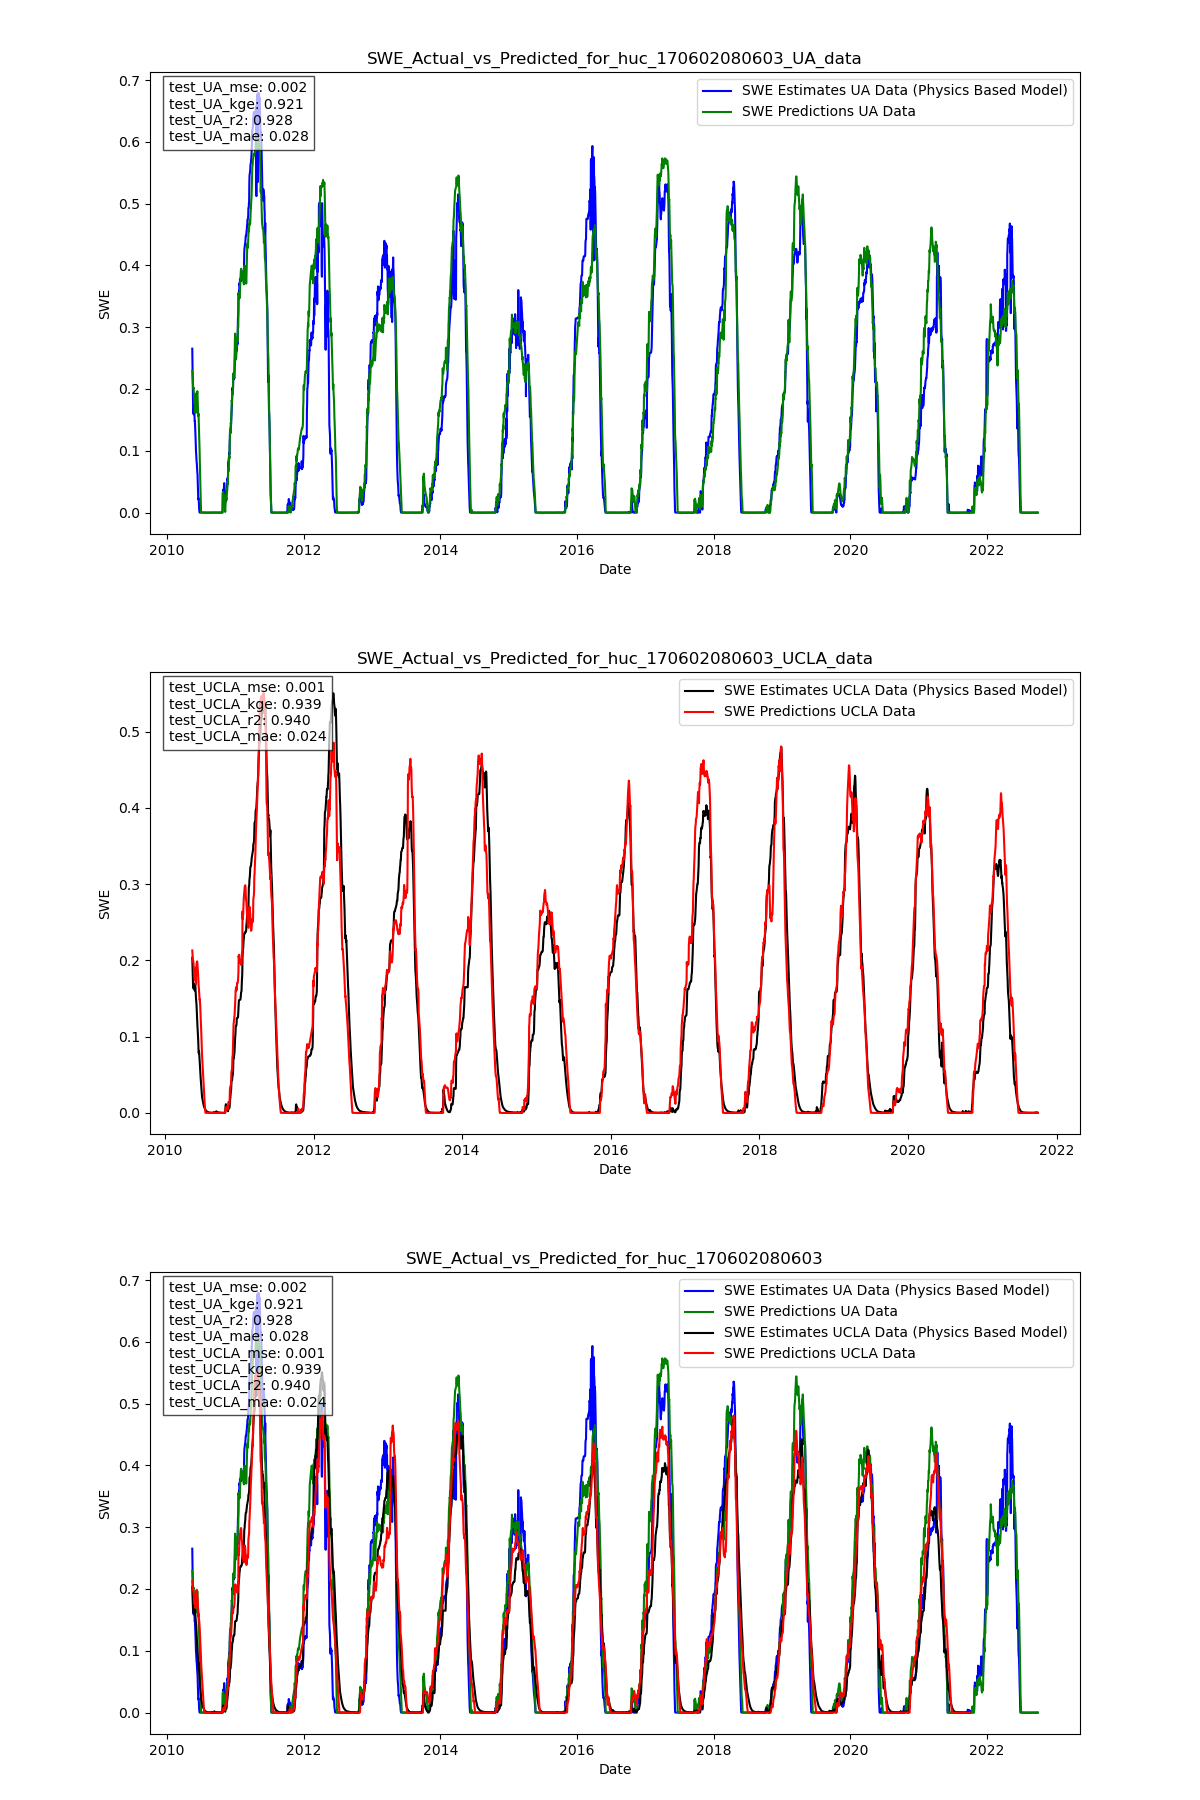 SWE_Actual_vs_Predicted_for_huc_170602080603_UA_data
test_UA_mse: 0.002
test_UA_kge: 0.921
test_UA_r2: 0.928
test_UA_mae: 0.028
SWE Estimates UA Data (Physics Based Model)
SWE Predictions UA Data
0.7
0.6
0.5
0.4
0.3
0.2
0.1
0.0
SWE
2010
2012
2014
2016
2018
2020
2022
Date
SWE_Actual_vs_Predicted_for_huc_170602080603_UCLA_data
test_UCLA_mse: 0.001
test_UCLA_kge: 0.939
test_UCLA_r2: 0.940
test_UCLA_mae: 0.024
SWE Estimates UCLA Data (Physics Based Model)
SWE Predictions UCLA Data
0.5
0.4
0.3
0.2
0.1
0.0
SWE
2010
2012
2014
2016
2018
2020
2022
Date
SWE_Actual_vs_Predicted_for_huc_170602080603
test_UA_mse: 0.002
test_UA_kge: 0.921
test_UA_r2: 0.928
test_UA_mae: 0.028
test_UCLA_mse: 0.001
test_UCLA_kge: 0.939
test_UCLA_r2: 0.940
test_UCLA_mae: 0.024
SWE Estimates UA Data (Physics Based Model)
SWE Predictions UA Data
SWE Estimates UCLA Data (Physics Based Model)
SWE Predictions UCLA Data
0.7
0.6
0.5
0.4
0.3
0.2
0.1
0.0
SWE
2010
2012
2014
2016
2018
2020
2022
Date